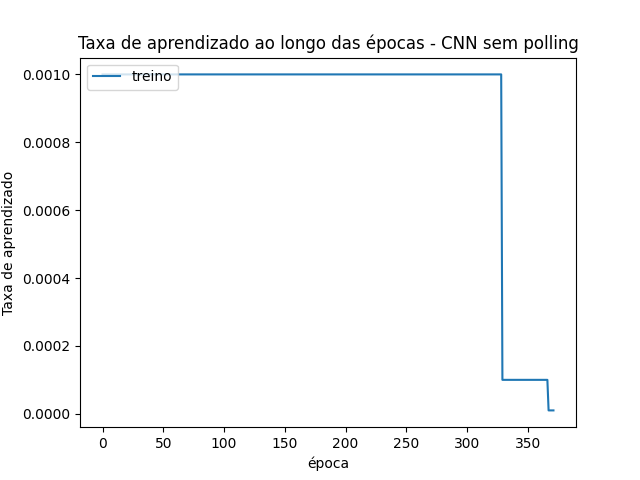 Taxa de aprendizado ao longo das épocas - CNN sem polling
treino
Taxa de aprendizado
0.0010
0.0008
0.0006
0.0004
0.0002
0.0000
0 50 100 150 200 250 300 350
época